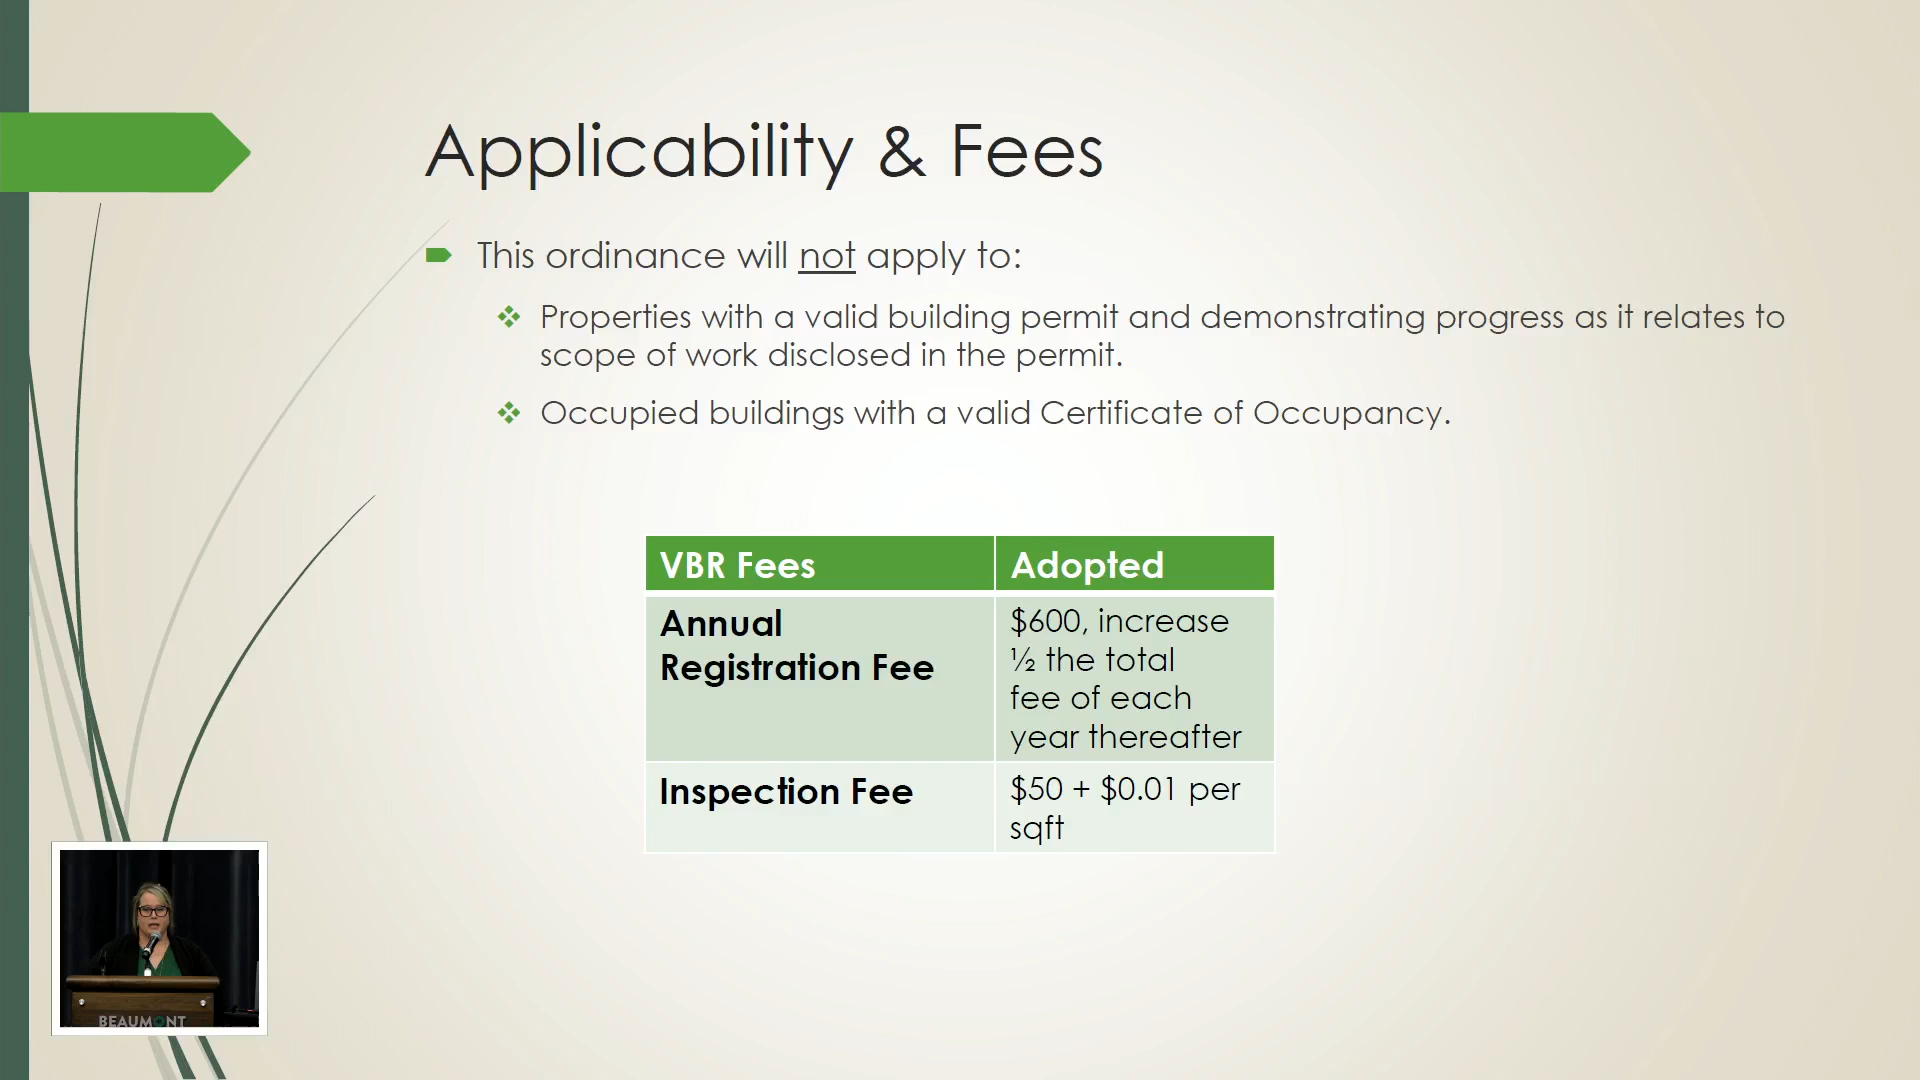 Applicability & Fees
This ordinance will not apply to:
Properties with a valid building permit and demonstrating progress as it relates to
scope of work disclosed in the permit.
Occupied buildings with a valid Certificate of Occupancy.
VBR Fees
Adopted
Annual
Registration Fee
$600, increase
½ the total
fee of each
year thereafter
Inspection Fee
$50 + $0.01 per
sqft
BEAUMONT